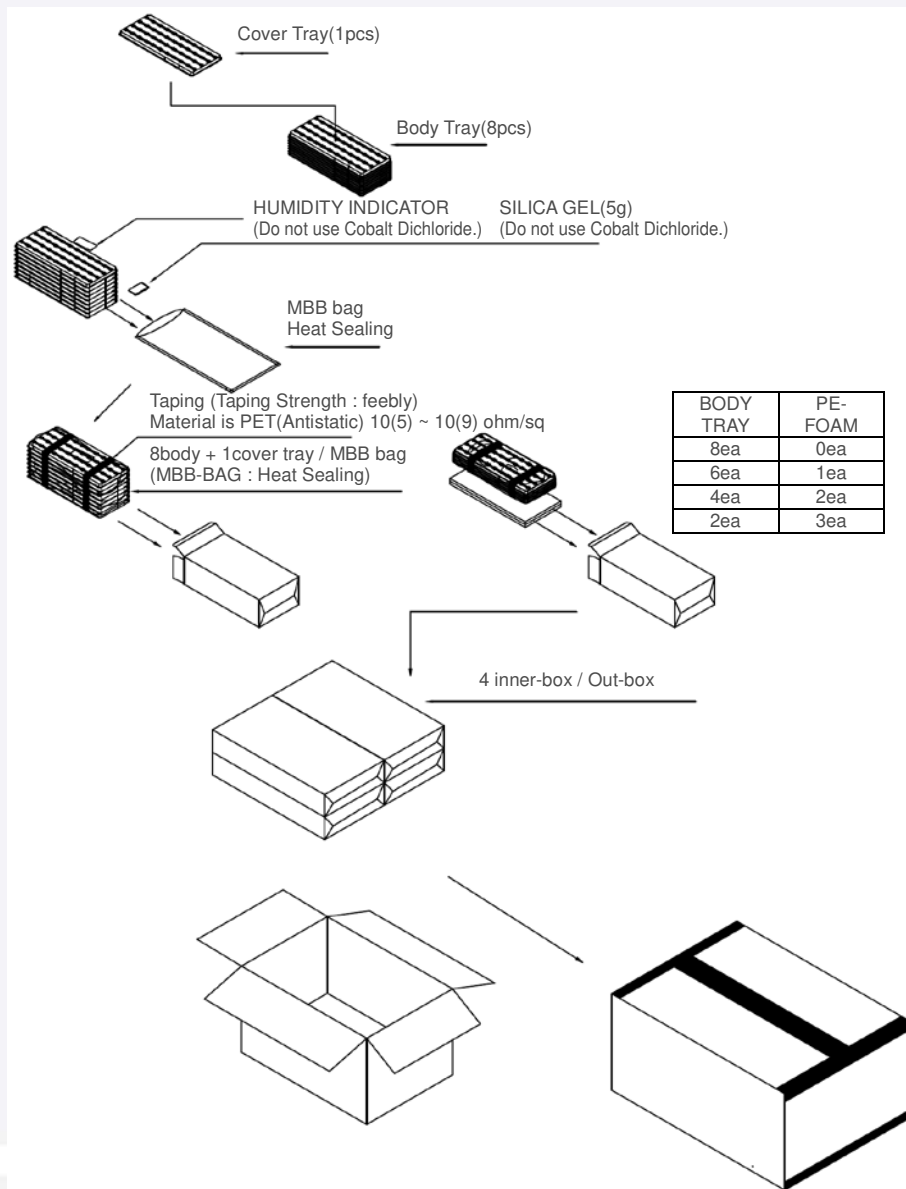 Cover Tray(1pcs)
Body Tray(8pcs)
HUMIDITY INDICATOR
(Do not use Cobalt Dichloride.)
SILICA GEL(5g)
(Do not use Cobalt Dichloride.)
MBB bag
Heat Sealing
Taping (Taping Strength : feebly)
Material is PET(Antistatic) 10(5) ~ 10(9) ohm/sq
8body + 1cover tray / MBB bag
(MBB-BAG : Heat Sealing)
BODY TRAY PE-FOAM
8ea 0ea
6ea 1ea
4ea 2ea
2ea 3ea
4 inner-box / Out-box